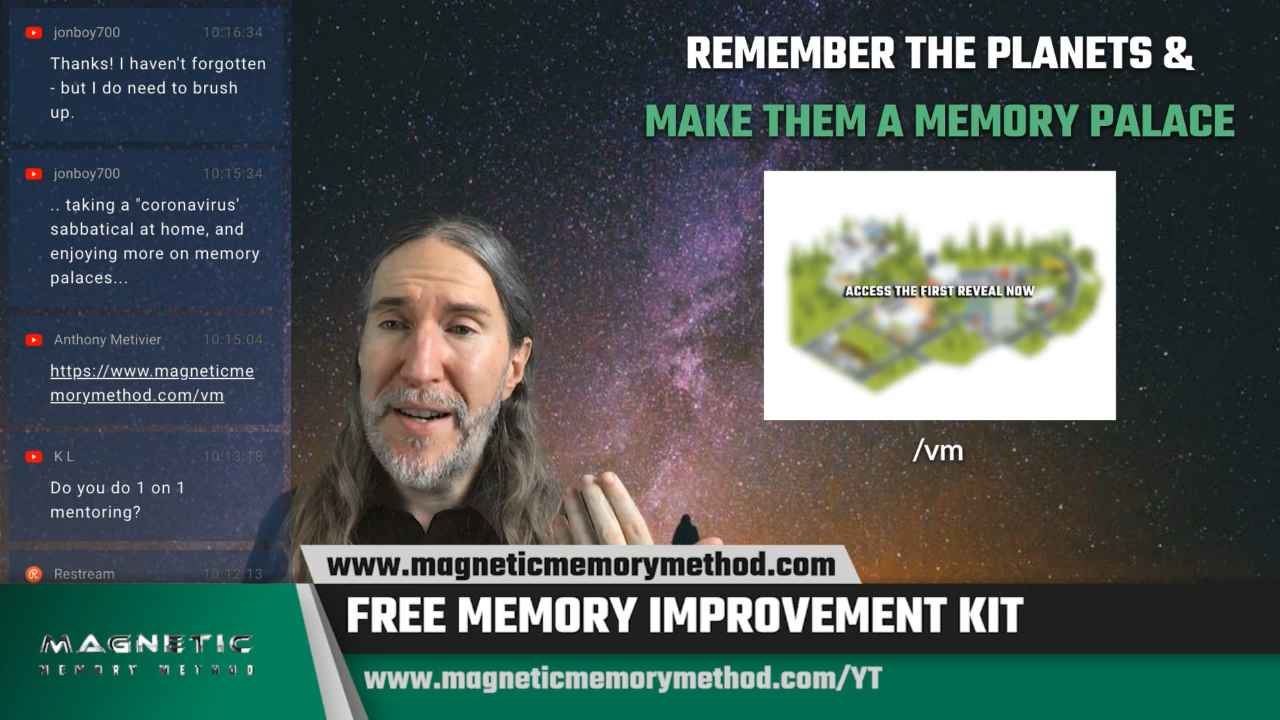 jonboy700 10:16:34
Thanks! I haven't forgotten
- but I do need to brush
up.
jonboy700 10:15:34
.. taking a "coronavirus'
sabbatical at home, and
enjoying more on memory
palaces...
Anthony Metivier 10:15:04
https://www.magneticme
morymethod.com/vm
K L 10:13:18
Do you do 1 on 1
mentoring?
Restream 10:12:13
REMEMBER THE PLANETS &
MAKE THEM A MEMORY PALACE
ACCESS THE FIRST REVEAL NOW
/vm
www.magneticmemorymethod.com
FREE MEMORY IMPROVEMENT KIT
www.magneticmemorymethod.com/YT
MAGNETIC
MEMORY METHOD